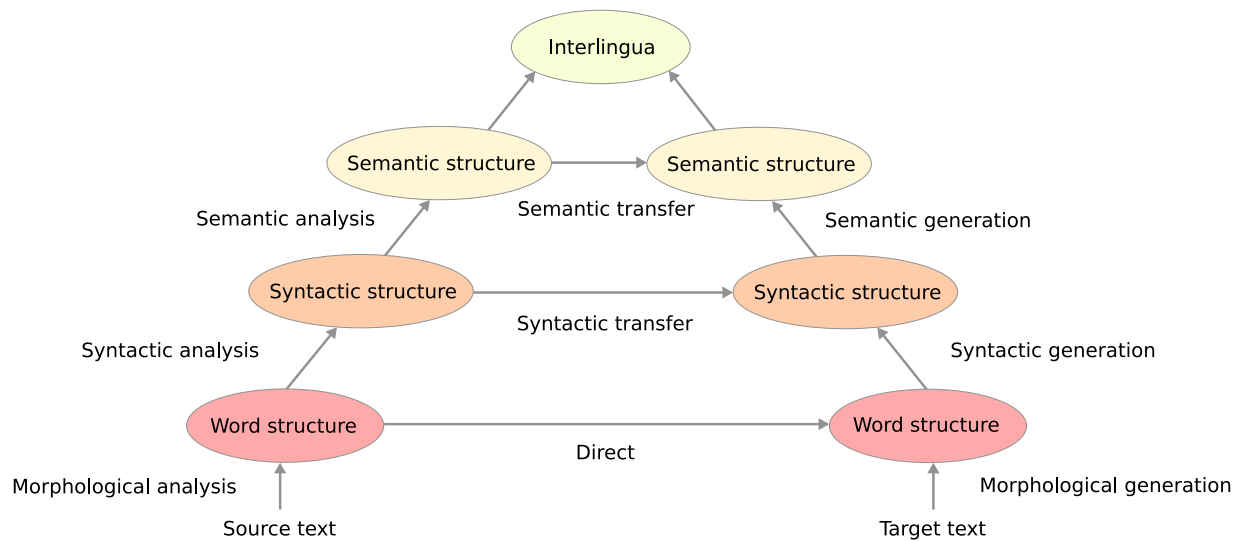 Interlingua
Semantic structure
Semantic structure
Semantic analysis
Semantic transfer
Semantic generation
Syntactic structure
Syntactic structure
Syntactic analysis
Syntactic transfer
Syntactic generation
Word structure
Word structure
Direct
Morphological analysis
Morphological generation
Source text
Target text